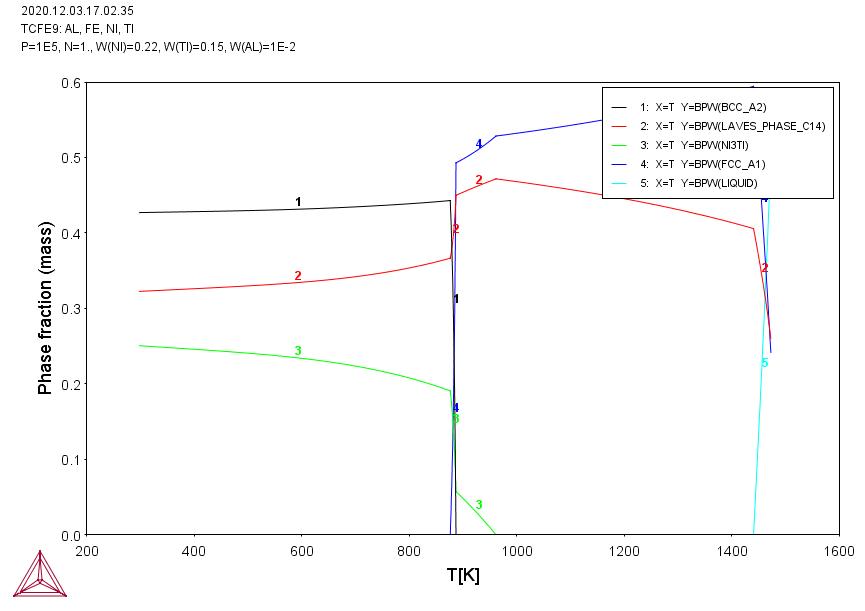 2020.12.03.17.02.35
TCFE9: AL, FE, NI, TI
P=1E5, N=1., W(NI)=0.22, W(TI)=0.15, W(AL)=1E-2
0.6
0.5
0.4
0.3
0.2
0.1
0.0
Phase fraction (mass)
1: X=T Y=BPW(BCC_A2)
2: X=T Y=BPW(LAVES_PHASE_C14)
3: X=T Y=BPW(NI3TI)
4: X=T Y=BPW(FCC_A1)
5: X=T Y=BPW(LIQUID)
4
2
1
4
2
2
1
2
3
5
4
3
3
200 400 600 800 1000 1200 1400 1600
T[K]